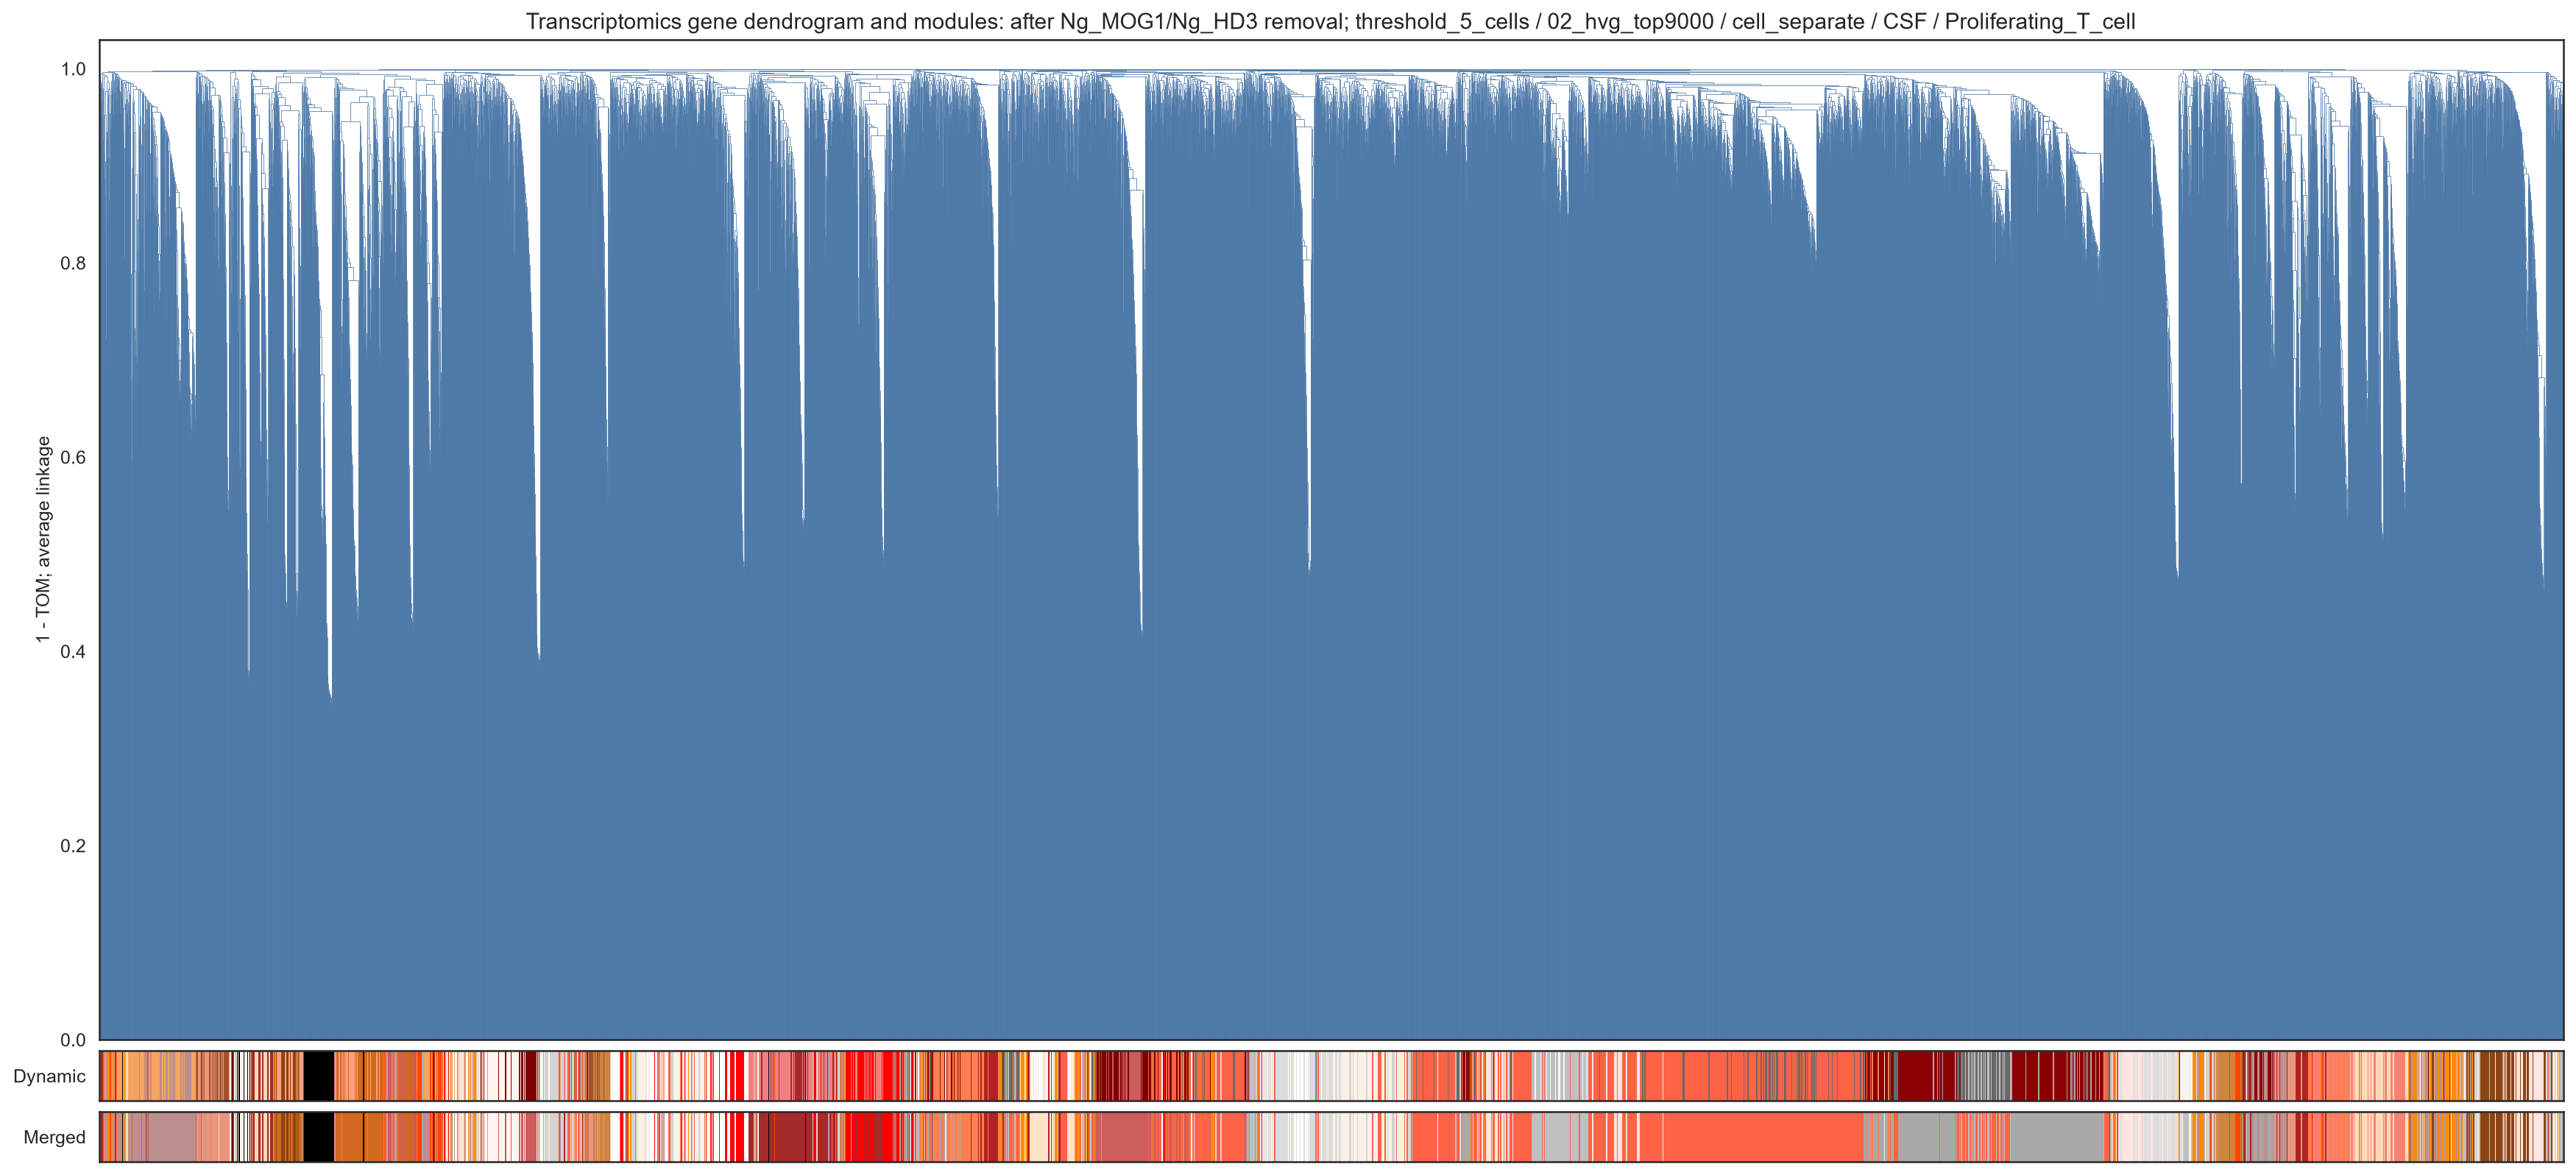 Transcriptomics gene dendrogram and modules: after Ng_MOG1/Ng_HD3 removal; threshold_5_cells / 02_hvg_top9000 / cell_separate / CSF / Proliferating_T_cell
1.0
0.8
0.6
0.4
0.2
0.0
1 - TOM; average linkage
Dynamic
Merged